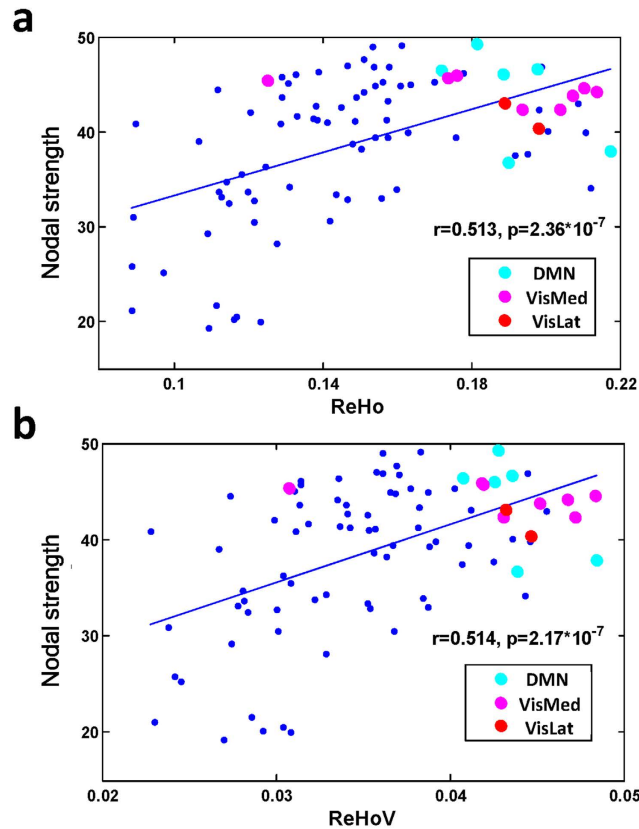 a
50
40
30
20
Nodal strength
r=0.513, p=2.36*10-7
DMN
VisMed
VisLat
0.1
0.14
0.18
0.22
ReHo
b
50
40
30
20
Nodal strength
r=0.514, p=2.17*10-7
DMN
VisMed
VisLat
0.02
0.03
0.04
0.05
ReHoV